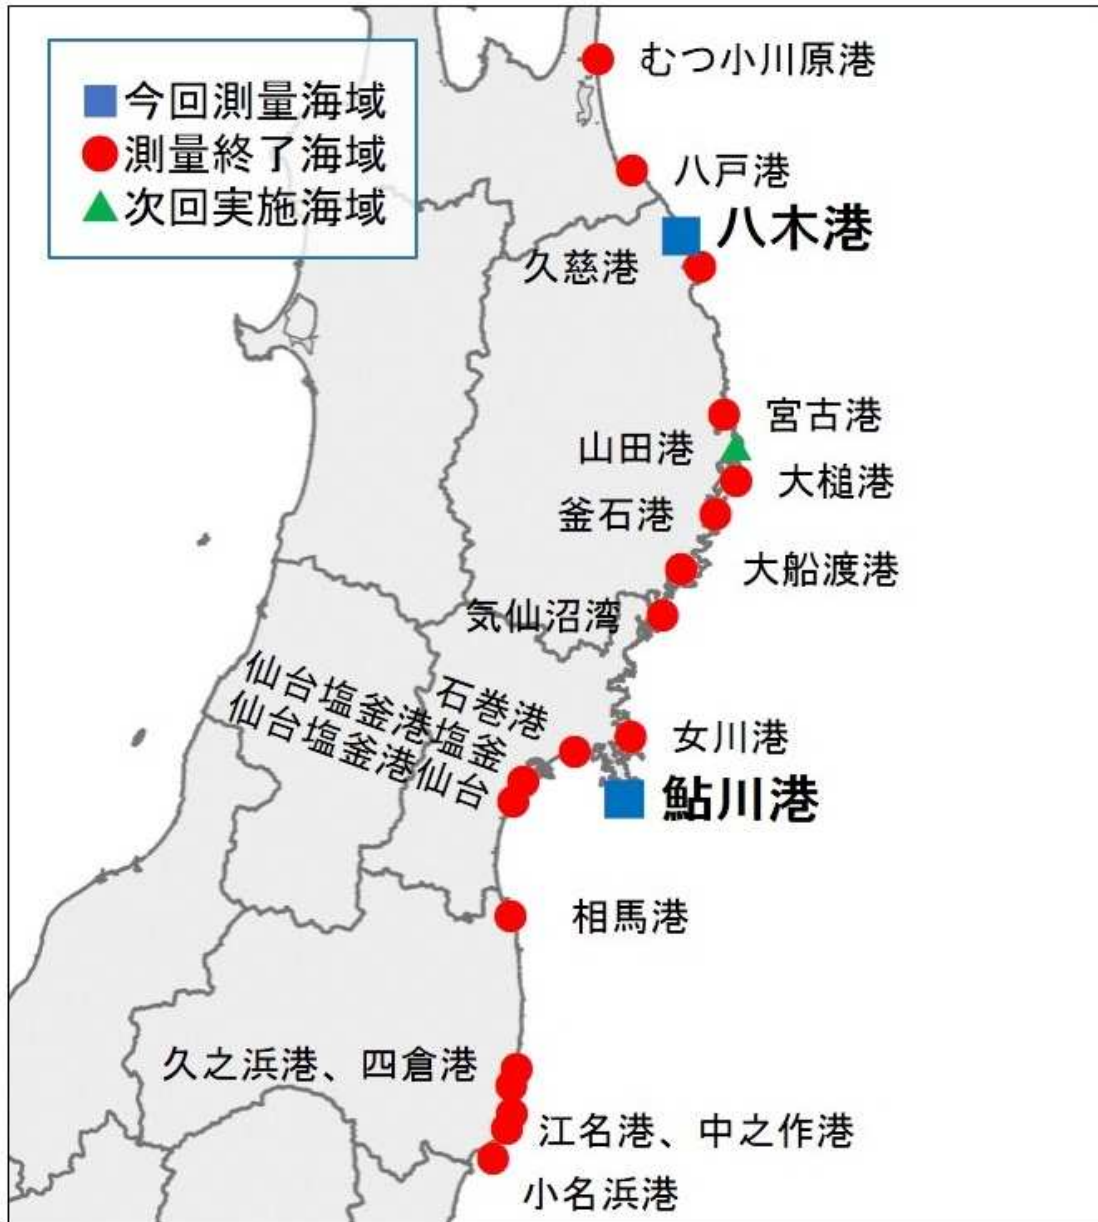 今回測量海域
測量終了海域
次回実施海域
むつ小川原港
八戸港
八木港
久慈港
宮古港
山田港
大槌港
釜石港
大船渡港
気仙沼湾
仙台塩釜港塩釜
仙台塩釜港仙台
石巻港
女川港
鮎川港
相馬港
久之浜港、四倉港
江名港、中之作港
小名浜港